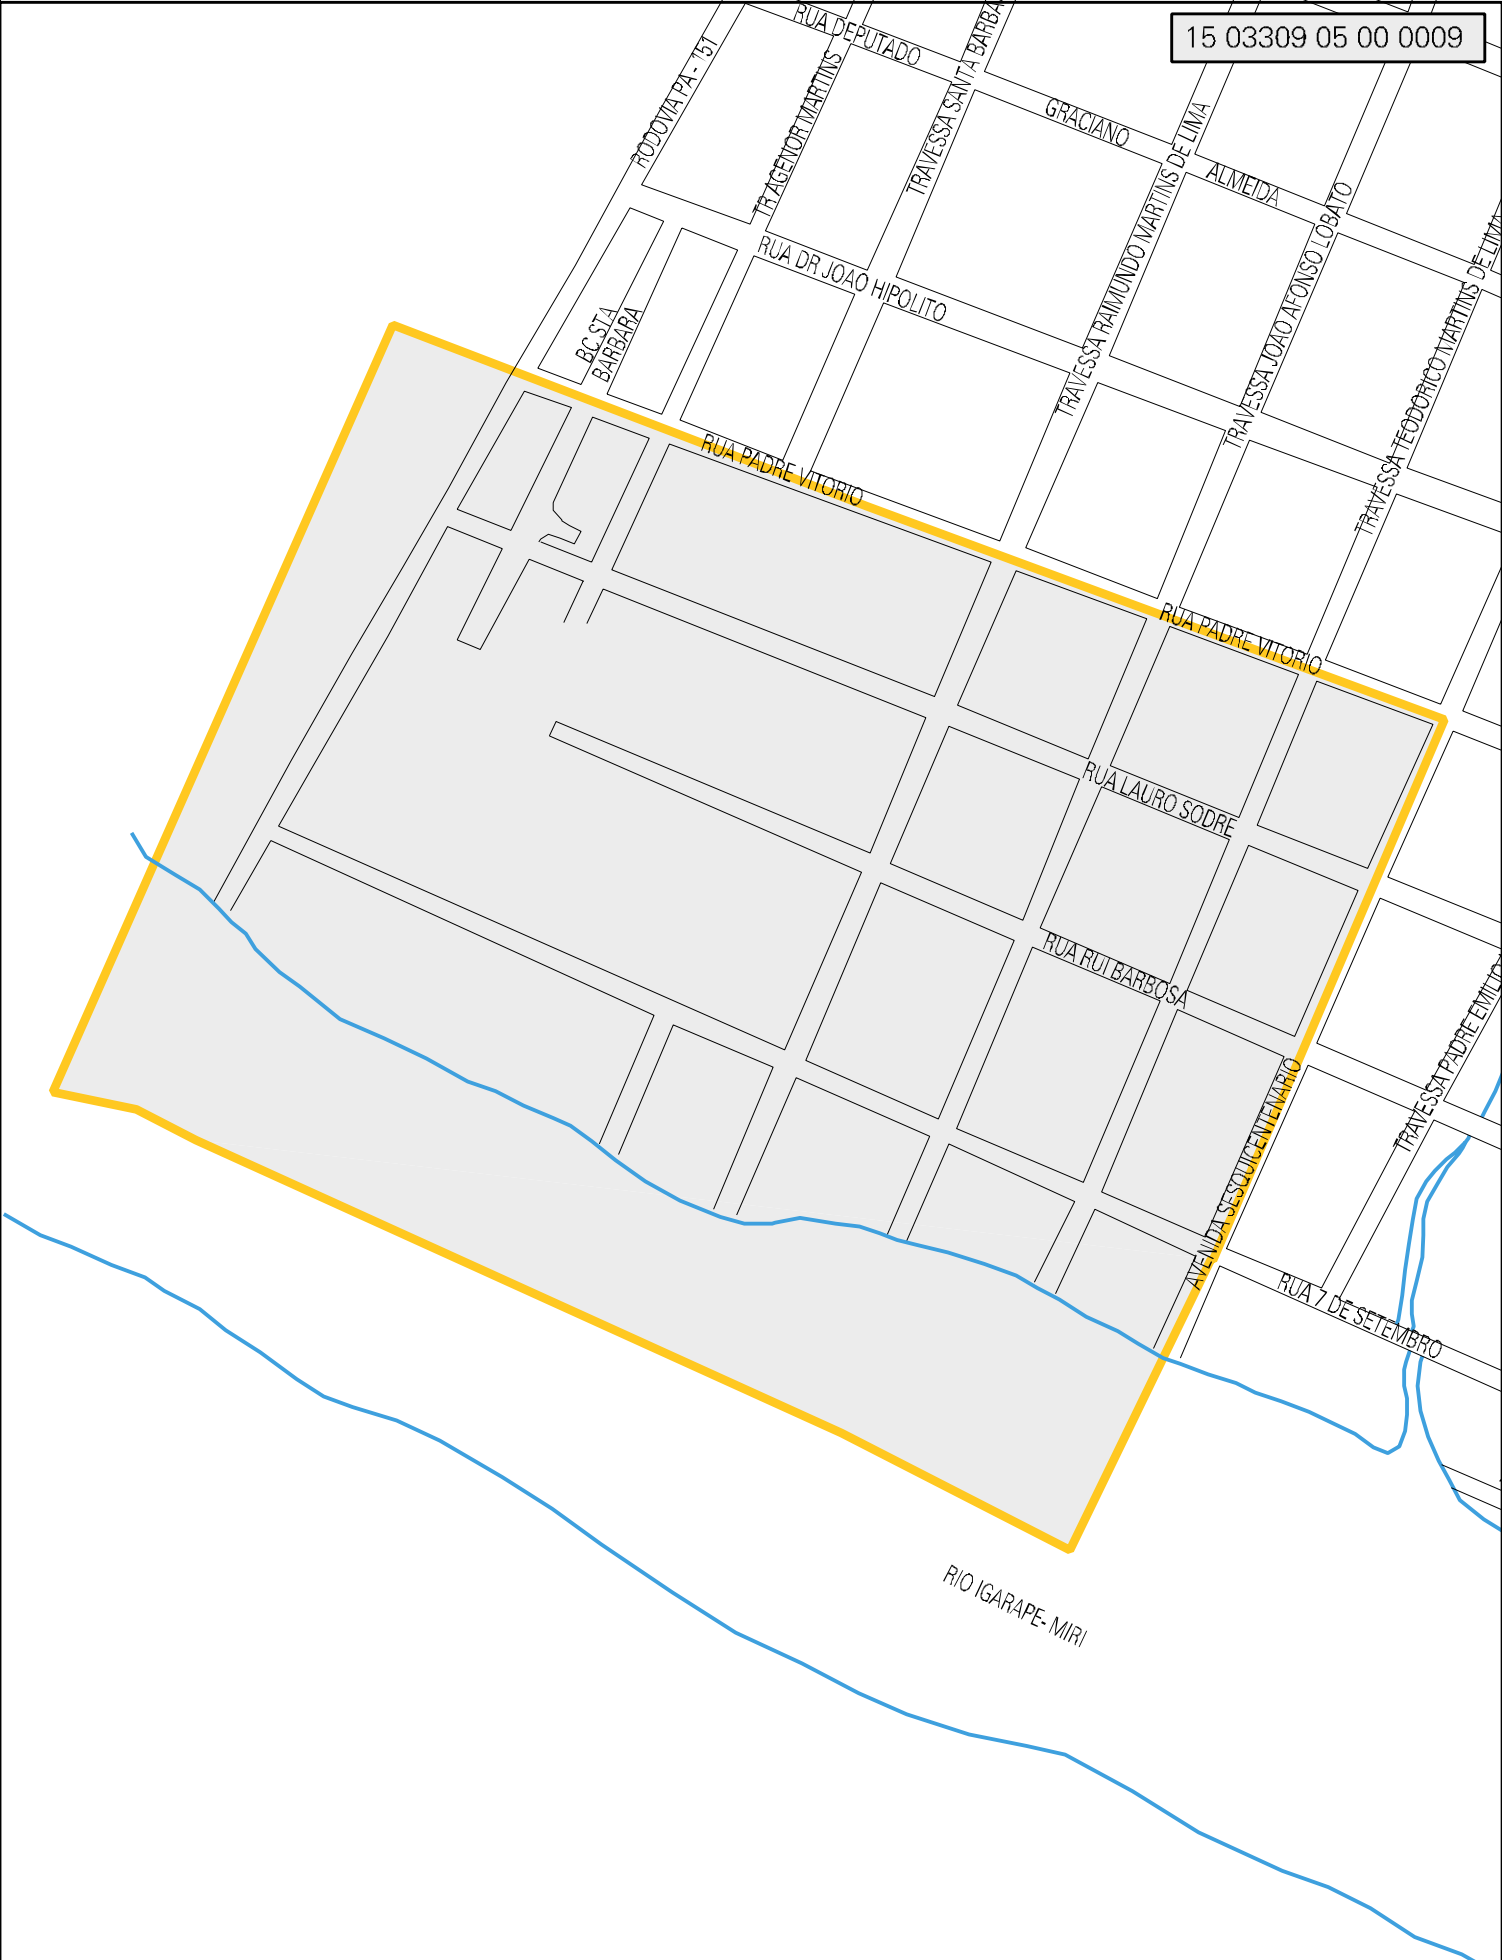 15 03309 05 00 0009
RUA DEPUTADO
GRACIANO
ALMEIDA
RODOVIA PA - 151
TR AGENOR MARTINS
TRAVESSA SANTA BARBA
TRAVESSA RAIMUNDO MARTINS DE LIMA
TRAVESSA JOAO AFONSO LOBATO
TRAVESSA TEODORICO MARTINS DE LIMA
RUA DR JOAO HIPOLITO
BC STA
BARBARA
RUA PADRE VITORIO
RUA PADRE VITORIO
RUA LAURO SODRE
RUA RUI BARBOSA
TRAVESSA PADRE EMILIO
AVENIDA SESQUICENTENARIO
RUA 7 DE SETEMBRO
RIO IGARAPE- MIRI